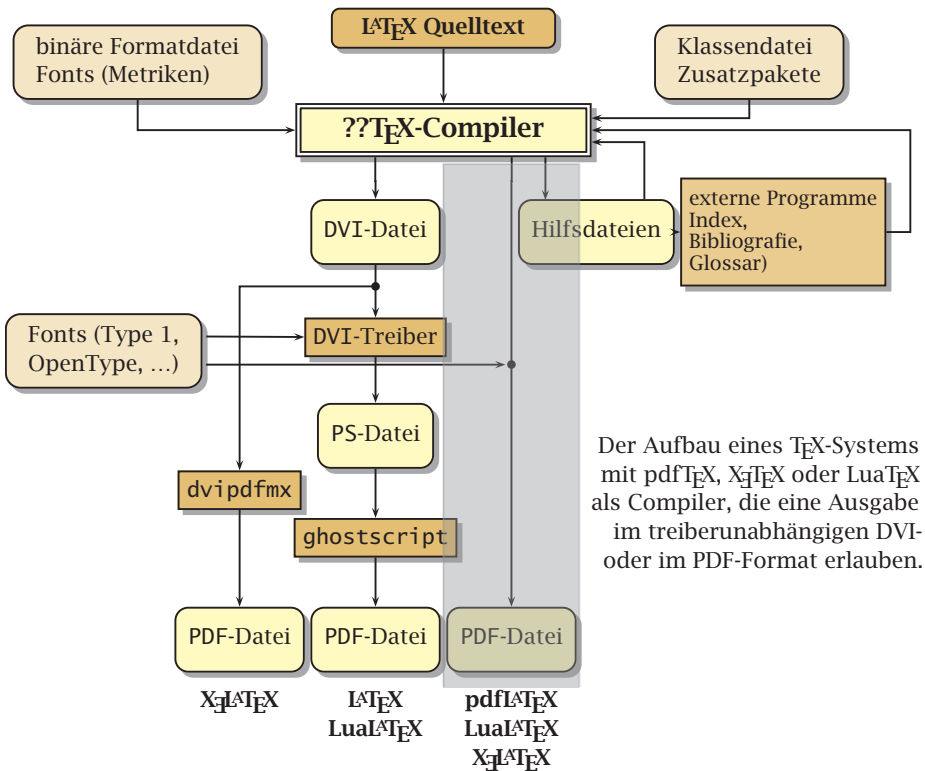 LATEX Quelltext
binäre Formatdatei
Fonts (Metriken)
Klassendatei
Zusatzpakete
??TEX-Compiler
DVI-Datei
Hilfsdateien
externe Programme
Index,
Bibliografie,
Glossar)
Fonts (Type 1,
OpenType, …)
DVI-Treiber
PS-Datei
dvipdfmx
ghostscript
Der Aufbau eines TEX-Systems
mit pdfTEX, XƎTEX oder LuaTEX
als Compiler, die eine Ausgabe
im treiberunabhängigen DVI-
oder im PDF-Format erlauben.
PDF-Datei
PDF-Datei
PDF-Datei
XƎLATEX
LATEX
LuaLATEX
pdfLATEX
LuaLATEX
XƎLATEX